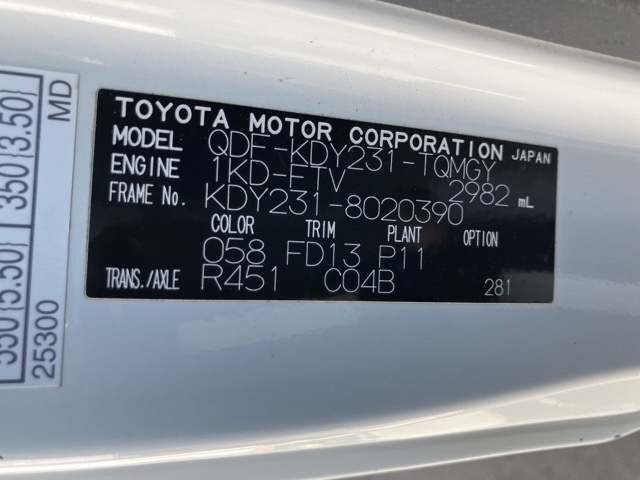 TOYOTA MOTOR CORPORATION JAPAN
MODEL QDF-KDY231-TQMGY
ENGINE 1KD-FTV 2982 mL
FRAME No. KDY231-8020390
COLOR TRIM PLANT OPTION
058 FD13 P11
TRANS./AXLE R451 C04B 281
550{5.50} 350{3.50}
25300 MD